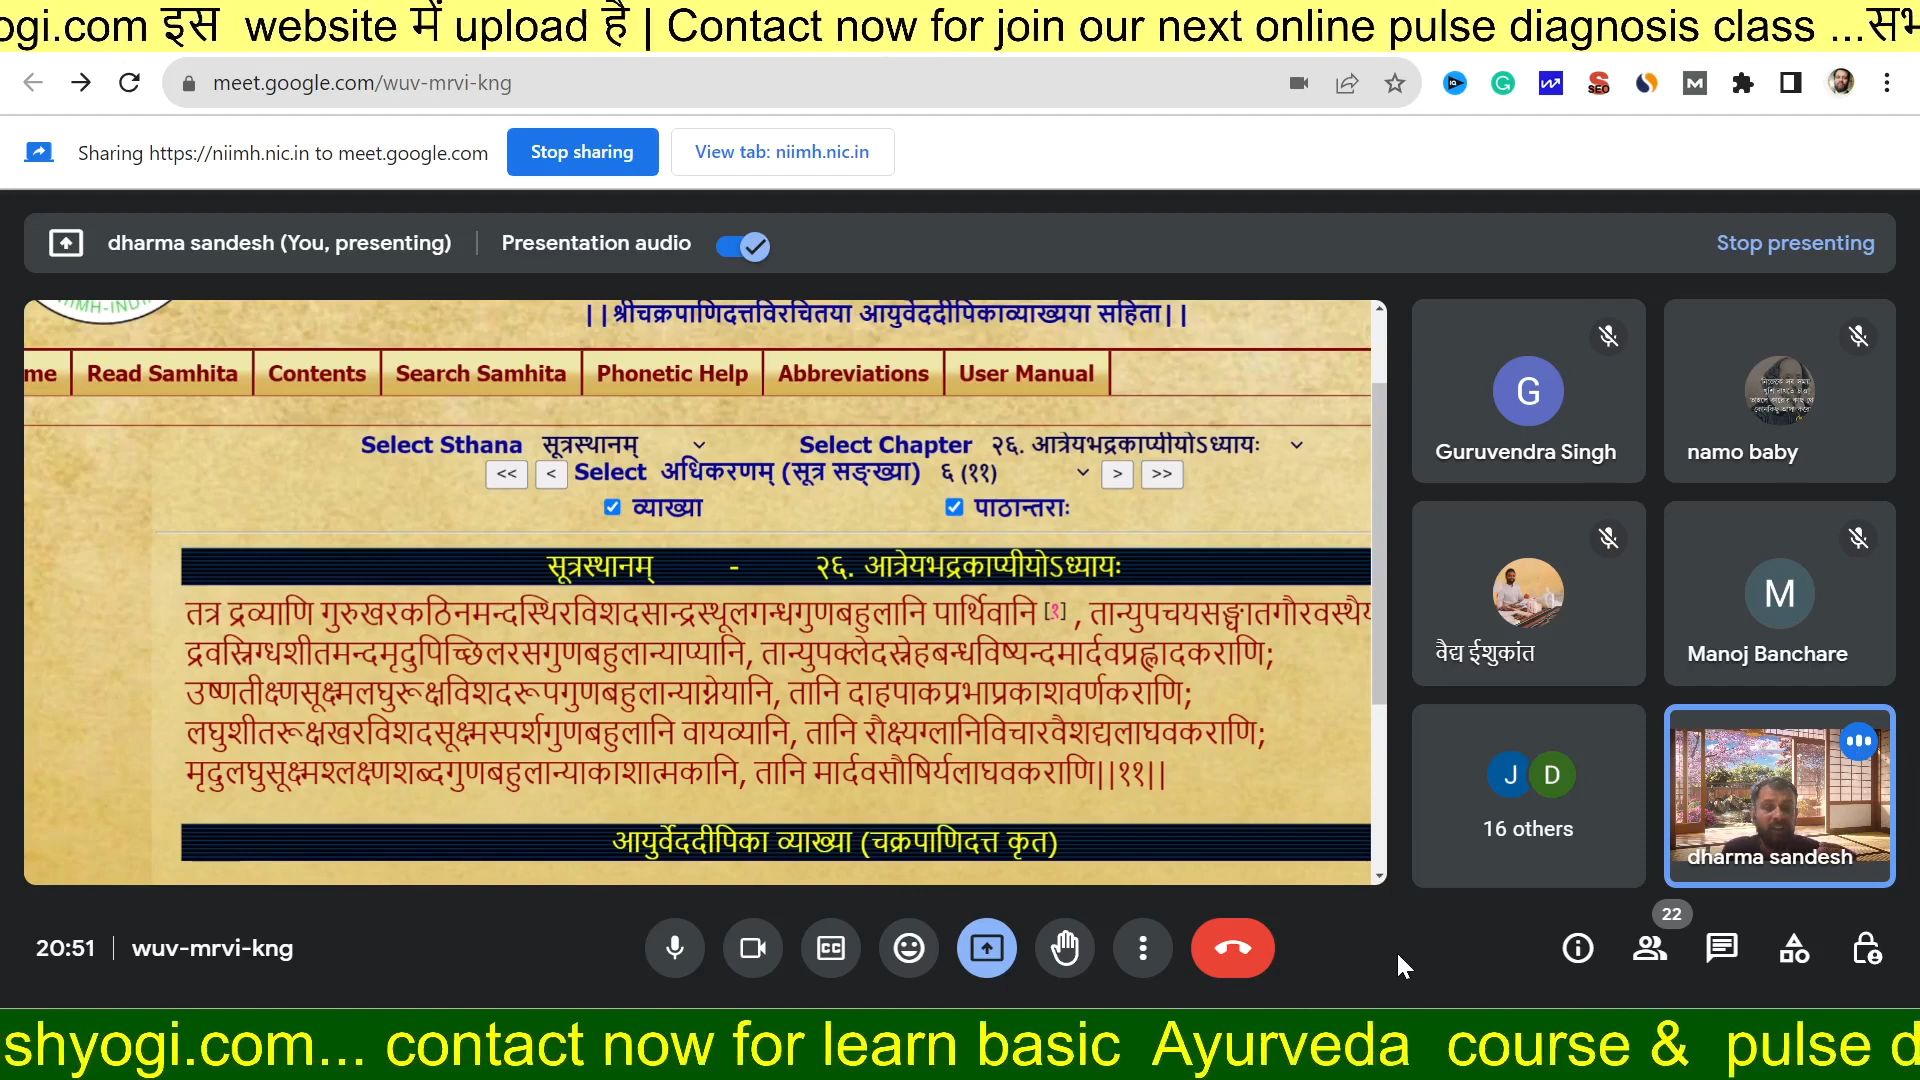 ogi.com इस website में upload है | Contact now for join our next online pulse diagnosis class ...सभ
meet.google.com/wuv-mrvi-kng
Sharing https://niimh.nic.in to meet.google.com
Stop sharing
View tab: niimh.nic.in
dharma sandesh (You, presenting)
Presentation audio
Stop presenting
NIIMH-INDIA
||श्रीचक्रपाणिदत्तविरचितया आयुर्वेददीपिकाव्याख्यया सहिता||
me Read Samhita Contents Search Samhita Phonetic Help Abbreviations User Manual
Select Sthana सूत्रस्थानम् Select Chapter २६. आत्रेयभद्रकाप्यीयोऽध्यायः
<< < Select अधिकरणम् (सूत्र सङ्ख्या) ६ (११) > >>
व्याख्या पाठान्तराः
सूत्रस्थानम् - २६. आत्रेयभद्रकाप्यीयोऽध्यायः
तत्र द्रव्याणि गुरुखरकठिनमन्दस्थिरविशदसान्द्रस्थूलगन्धगुणबहुलानि पार्थिवानि [१] , तान्युपचयसङ्घातगौरवस्थैर्य
द्रवस्निग्धशीतमन्दमृदुपिच्छिलरसगुणबहुलान्याप्यानि, तान्युपक्लेदस्नेहबन्धविष्यन्दमार्दवप्रह्लादकराणि;
उष्णतीक्ष्णसूक्ष्मलघुरूक्षविशदरूपगुणबहुलान्याग्नेयानि, तानि दाहपाकप्रभाप्रकाशवर्णकराणि;
लघुशीतरूक्षखरविशदसूक्ष्मस्पर्शगुणबहुलानि वायव्यानि, तानि रौक्ष्यग्लानिविचारवैशद्यलाघवकराणि;
मृदुलघुसूक्ष्मश्लक्ष्णशब्दगुणबहुलान्याकाशात्मकानि, तानि मार्दवसौषिर्यलाघवकराणि||११||
आयुर्वेददीपिका व्याख्या (चक्रपाणिदत्त कृत)
G
Guruvendra Singh
namo baby
वैद्य ईशुकांत
M
Manoj Banchare
J D
16 others
dharma sandesh
22
20:51 wuv-mrvi-kng
shyogi.com... contact now for learn basic Ayurveda course & pulse d